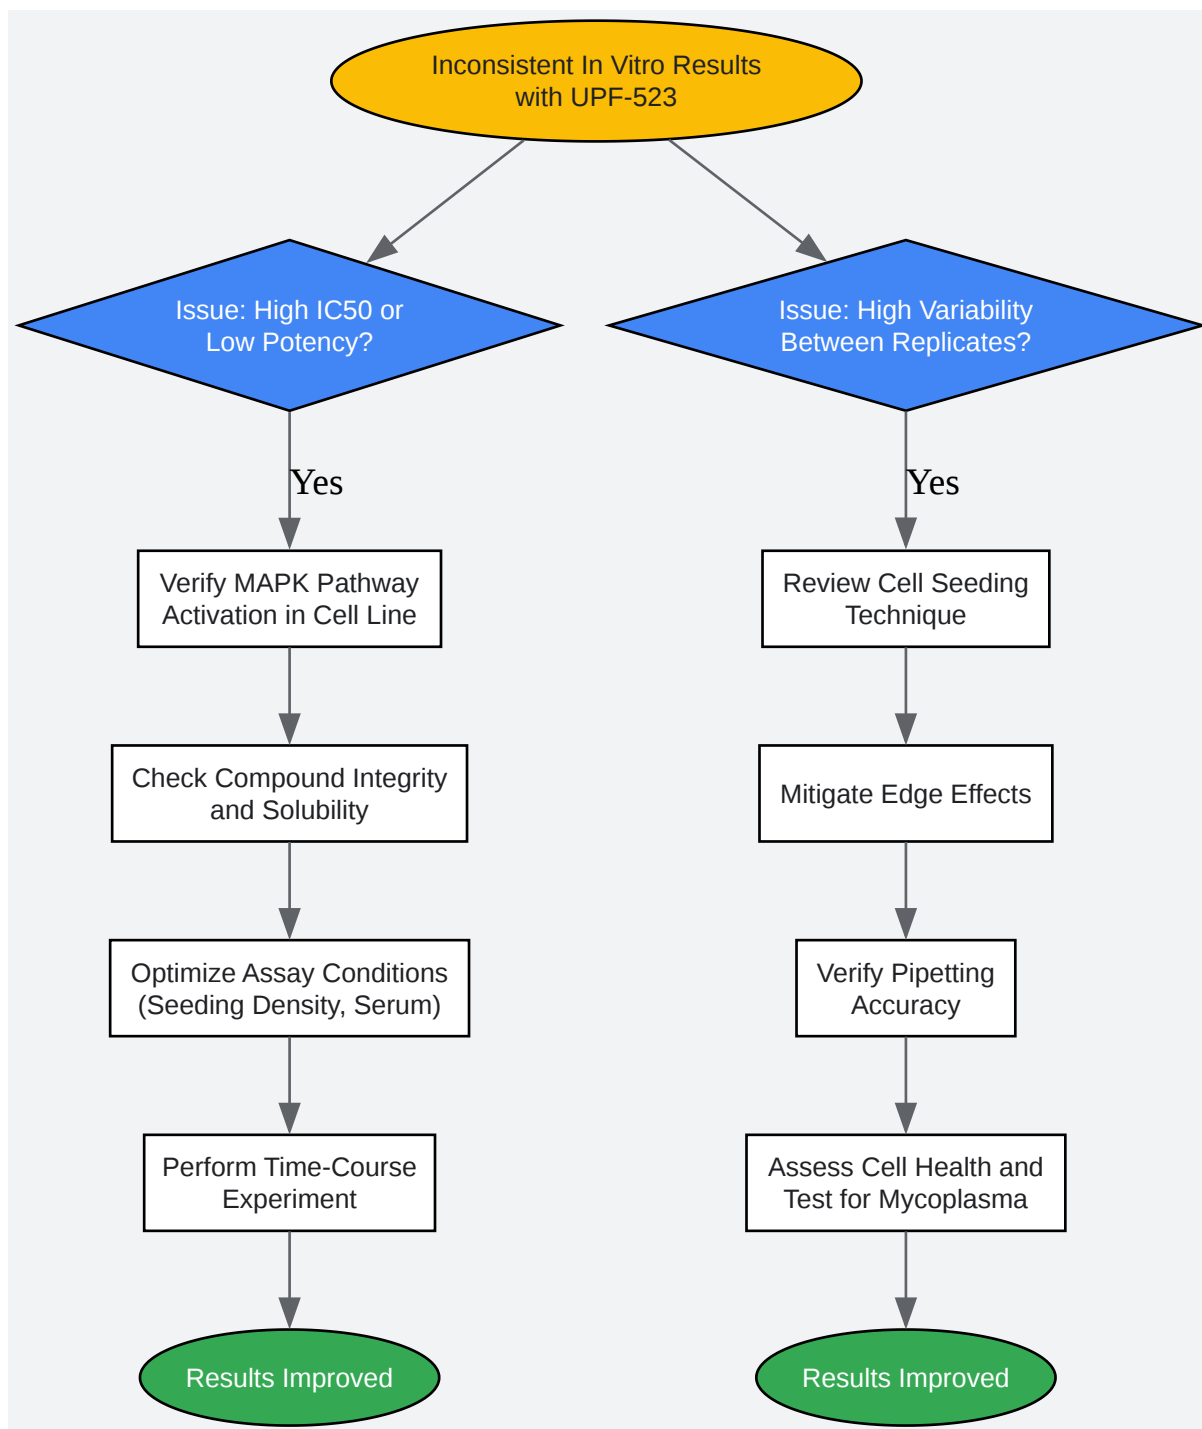 Inconsistent In Vitro Results
with UPF-523
Issue: High IC50 or
Low Potency?
Issue: High Variability
Between Replicates?
Yes
Yes
Verify MAPK Pathway
Activation in Cell Line
Review Cell Seeding
Technique
Check Compound Integrity
and Solubility
Mitigate Edge Effects
Optimize Assay Conditions
(Seeding Density, Serum)
Verify Pipetting
Accuracy
Perform Time-Course
Experiment
Assess Cell Health and
Test for Mycoplasma
Results Improved
Results Improved